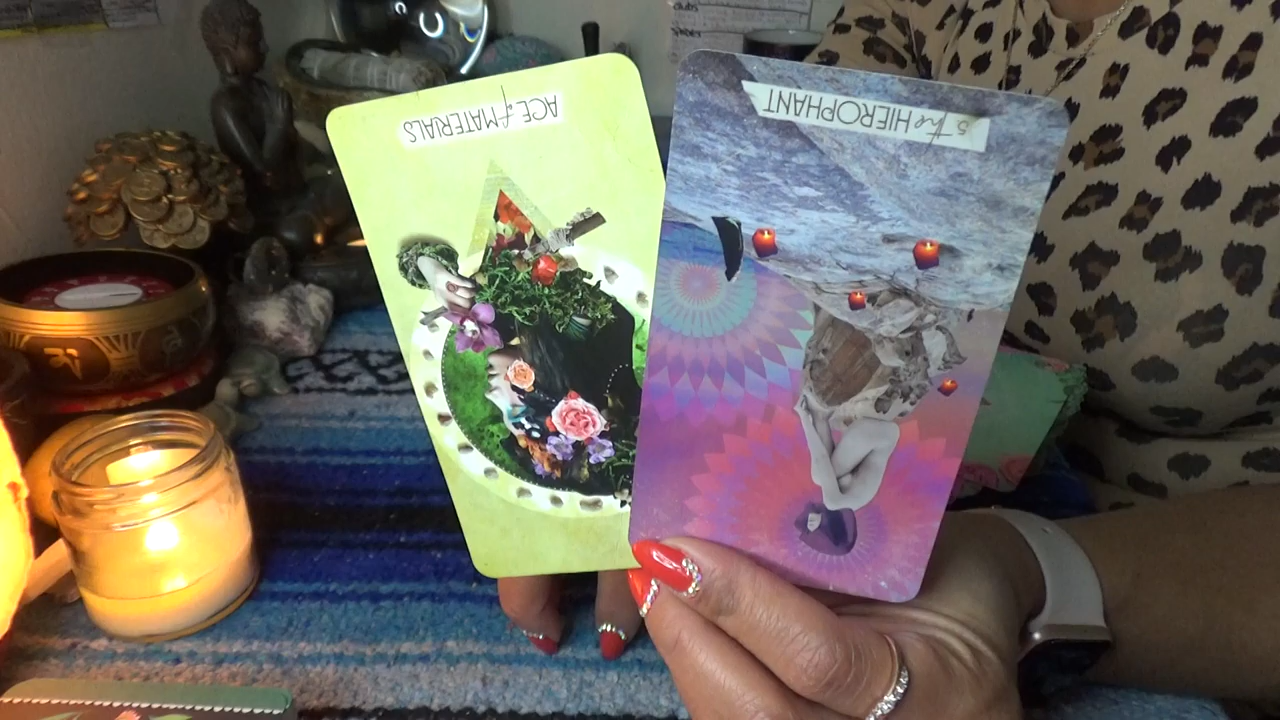 ACE of MATERIALS
5. the HIEROPHANT